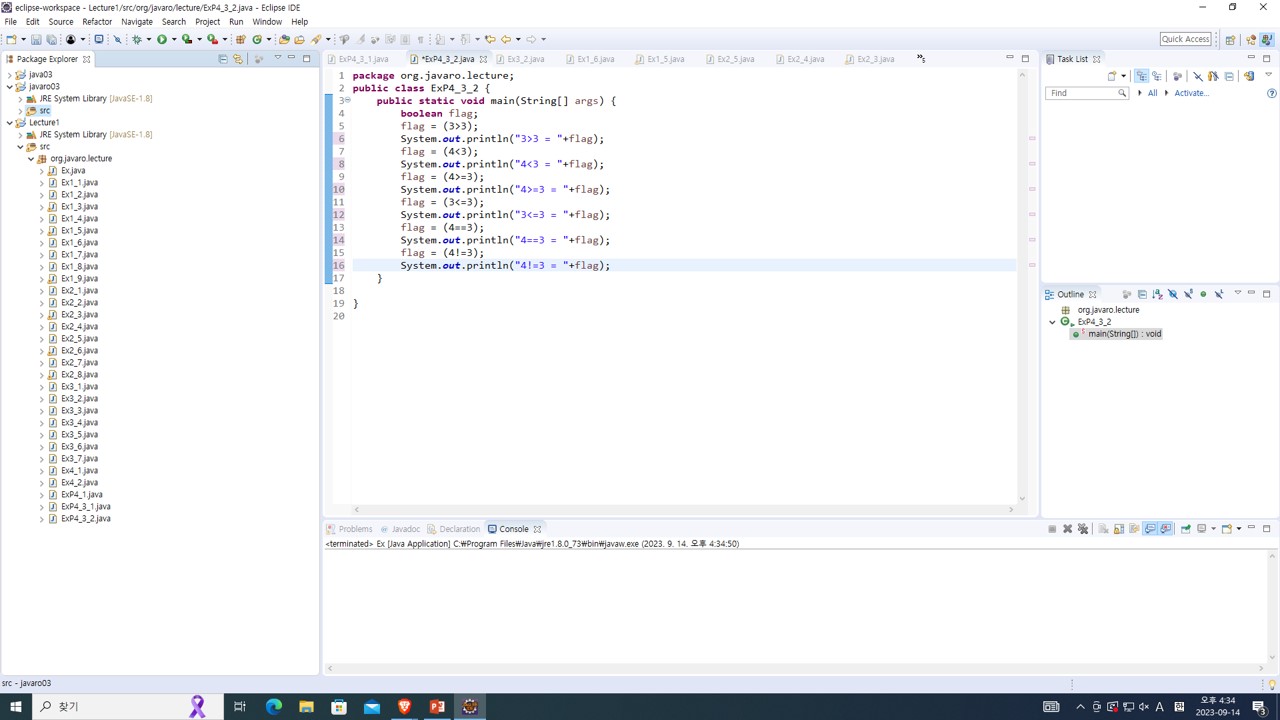 eclipse-workspace - Lecture1/src/org/javaro/lecture/ExP4_3_2.java - Eclipse IDE
File Edit Source Refactor Navigate Search Project Run Window Help
Quick Access
Package Explorer
java03
javaro03
JRE System Library [JavaSE-1.8]
src
Lecture1
JRE System Library [JavaSE-1.8]
src
org.javaro.lecture
Ex.java
Ex1_1.java
Ex1_2.java
Ex1_3.java
Ex1_4.java
Ex1_5.java
Ex1_6.java
Ex1_7.java
Ex1_8.java
Ex1_9.java
Ex2_1.java
Ex2_2.java
Ex2_3.java
Ex2_4.java
Ex2_5.java
Ex2_6.java
Ex2_7.java
Ex2_8.java
Ex3_1.java
Ex3_2.java
Ex3_3.java
Ex3_4.java
Ex3_5.java
Ex3_6.java
Ex3_7.java
Ex4_1.java
Ex4_2.java
ExP4_1.java
ExP4_3_1.java
ExP4_3_2.java
ExP4_3_1.java *ExP4_3_2.java Ex3_2.java Ex1_6.java Ex1_5.java Ex2_5.java Ex2_4.java Ex2_3.java »5
1 package org.javaro.lecture;
2 public class ExP4_3_2 {
3 public static void main(String[] args) {
4 boolean flag;
5 flag = (3>3);
6 System.out.println("3>3 = "+flag);
7 flag = (4<3);
8 System.out.println("4<3 = "+flag);
9 flag = (4>=3);
10 System.out.println("4>=3 = "+flag);
11 flag = (3<=3);
12 System.out.println("3<=3 = "+flag);
13 flag = (4==3);
14 System.out.println("4==3 = "+flag);
15 flag = (4!=3);
16 System.out.println("4!=3 = "+flag);
17 }
18
19 }
20
Task List
Find All Activate...
Outline
org.javaro.lecture
ExP4_3_2
main(String[]) : void
Problems Javadoc Declaration Console
<terminated> Ex [Java Application] C:₩Program Files₩Java₩jre1.8.0_73₩bin₩javaw.exe (2023. 9. 14. 오후 4:34:50)
src - javaro03
찾기
A
오후 4:34
2023-09-14
3